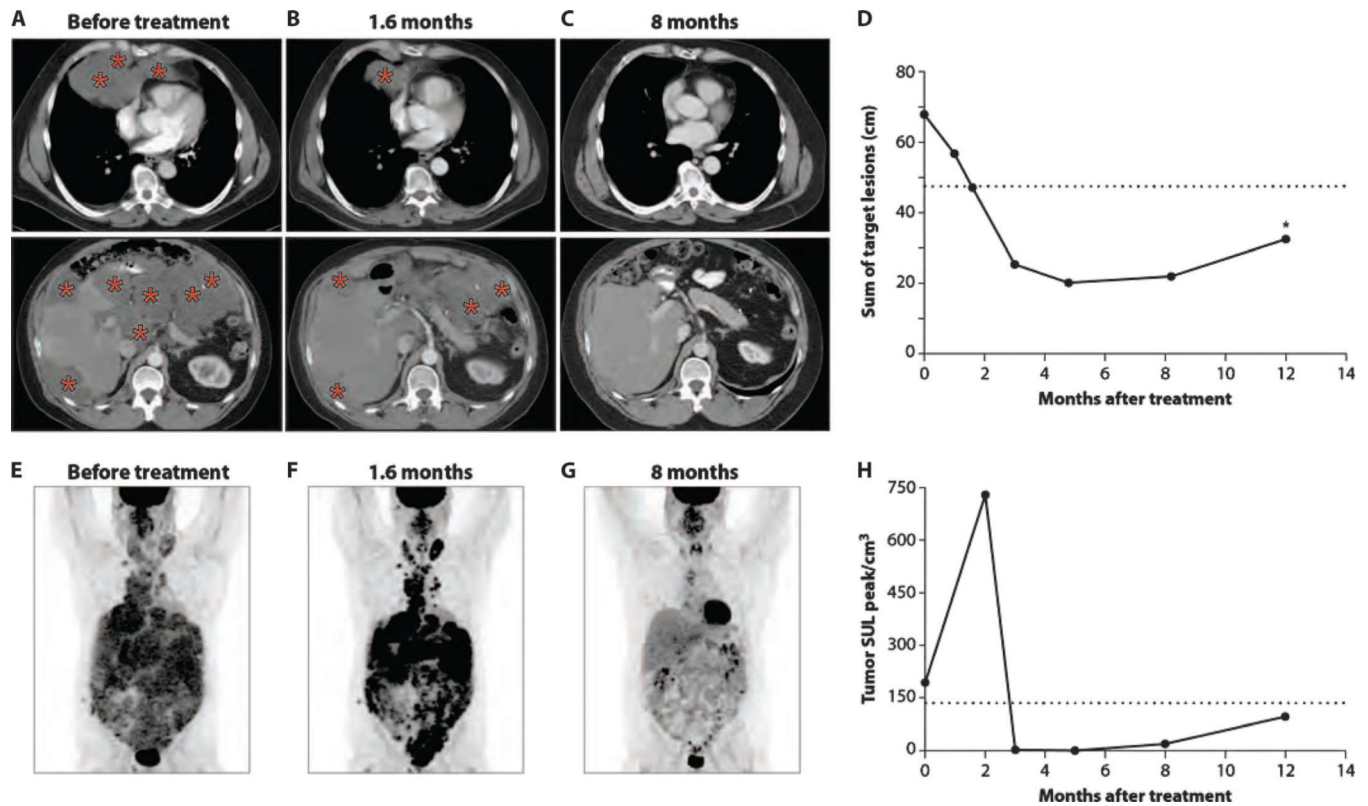 A Before treatment
B 1.6 months
C 8 months
D
Sum of target lesions (cm)
80
60
40
20
0
*
0 2 4 6 8 10 12 14
Months after treatment
E Before treatment
F 1.6 months
G 8 months
H
Tumor SUL peak/cm³
750
600
450
300
150
0
0 2 4 6 8 10 12 14
Months after treatment